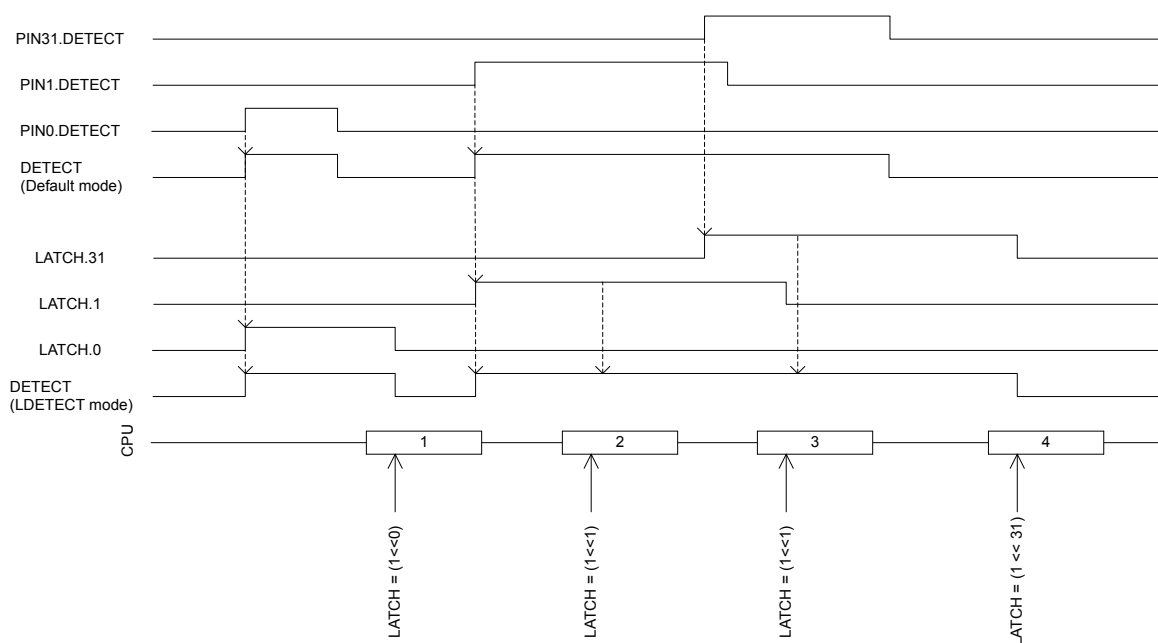 PIN31.DETECT
PIN1.DETECT
PIN0.DETECT
DETECT
(Default mode)
LATCH.31
LATCH.1
LATCH.0
DETECT
(LDETECT mode)
CPU
1
2
3
4
LATCH = (1<<0)
LATCH = (1<<1)
LATCH = (1<<1)
ATCH = (1 << 31)